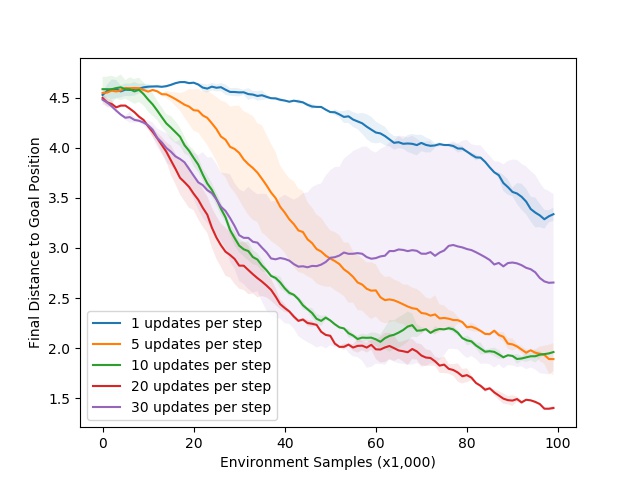 4.5
4.0
3.5
3.0
2.5
2.0
1.5
Final Distance to Goal Position
1 updates per step
5 updates per step
10 updates per step
20 updates per step
30 updates per step
0 20 40 60 80 100
Environment Samples (x1,000)